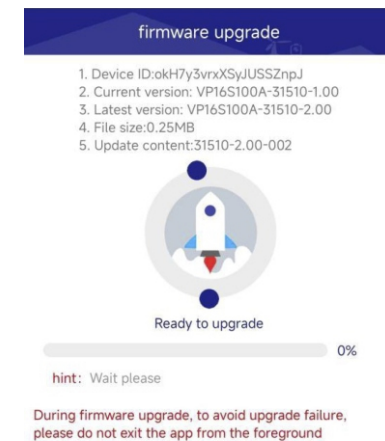 firmware upgrade
1. Device ID:okH7y3vrxXSyJUSSZnpJ
2. Current version: VP16S100A-31510-1.00
3. Latest version: VP16S100A-31510-2.00
4. File size:0.25MB
5. Update content:31510-2.00-002
Ready to upgrade
0%
hint: Wait please
During firmware upgrade, to avoid upgrade failure,
please do not exit the app from the foreground